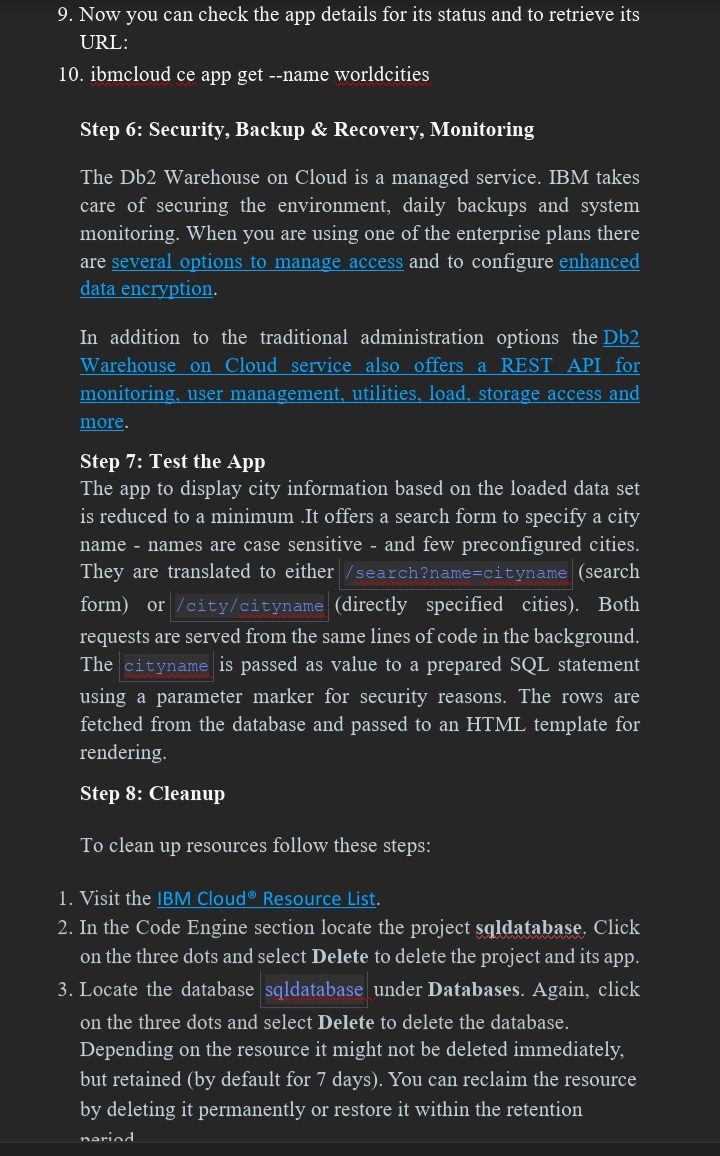 9. Now you can check the app details for its status and to retrieve its
URL:
10. ibmcloud ce app get --name worldcities
Step 6: Security, Backup & Recovery, Monitoring
The Db2 Warehouse on Cloud is a managed service. IBM takes
care of securing the environment, daily backups and system
monitoring. When you are using one of the enterprise plans there
are several options to manage access and to configure enhanced
data encryption.
In addition to the traditional administration options the Db2
Warehouse on Cloud service also offers a REST API for
monitoring, user management, utilities, load, storage access and
more.
Step 7: Test the App
The app to display city information based on the loaded data set
is reduced to a minimum .It offers a search form to specify a city
name - names are case sensitive - and few preconfigured cities.
They are translated to either /search?name=cityname (search
form) or /city/cityname (directly specified cities). Both
requests are served from the same lines of code in the background.
The cityname is passed as value to a prepared SQL statement
using a parameter marker for security reasons. The rows are
fetched from the database and passed to an HTML template for
rendering.
Step 8: Cleanup
To clean up resources follow these steps:
1. Visit the IBM Cloud® Resource List.
2. In the Code Engine section locate the project sqldatabase. Click
on the three dots and select Delete to delete the project and its app.
3. Locate the database sqldatabase under Databases. Again, click
on the three dots and select Delete to delete the database.
Depending on the resource it might not be deleted immediately,
but retained (by default for 7 days). You can reclaim the resource
by deleting it permanently or restore it within the retention
period